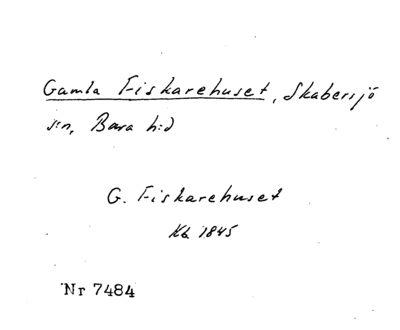 Gamla Fiskarehuset, Skabersjö
s:n, Bara h:d
G. Fiskarehuset
Kb 1845
Nr 7484